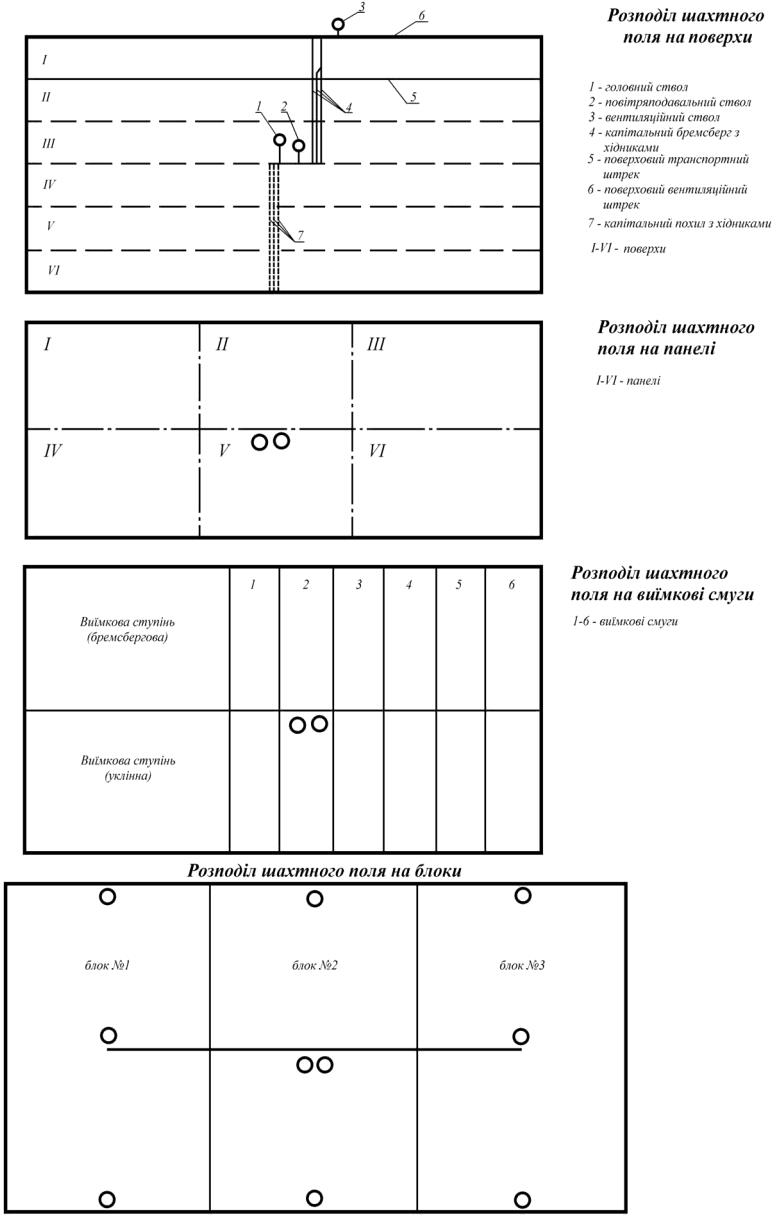 Розподіл шахтного
поля на поверхи
3
6
I
5
II
1
2
4
III
IV
V
7
VI
1 - головний ствол
2 - повітряподавальний ствол
3 - вентиляційний ствол
4 - капітальний бремсберг з
хідниками
5 - поверховий транспортний
штрек
6 - поверховий вентиляційний
штрек
7 - капітальний похил з хідниками
I-VI - поверхи
Розподіл шахтного
поля на панелі
I-VI - панелі
I II III
IV V VI
Розподіл шахтного
поля на виїмкові смуги
1-6 - виїмкові смуги
1 2 3 4 5 6
Виїмкова ступінь
(бремсбергова)
Виїмкова ступінь
(уклінна)
Розподіл шахтного поля на блоки
блок №1 блок №2 блок №3